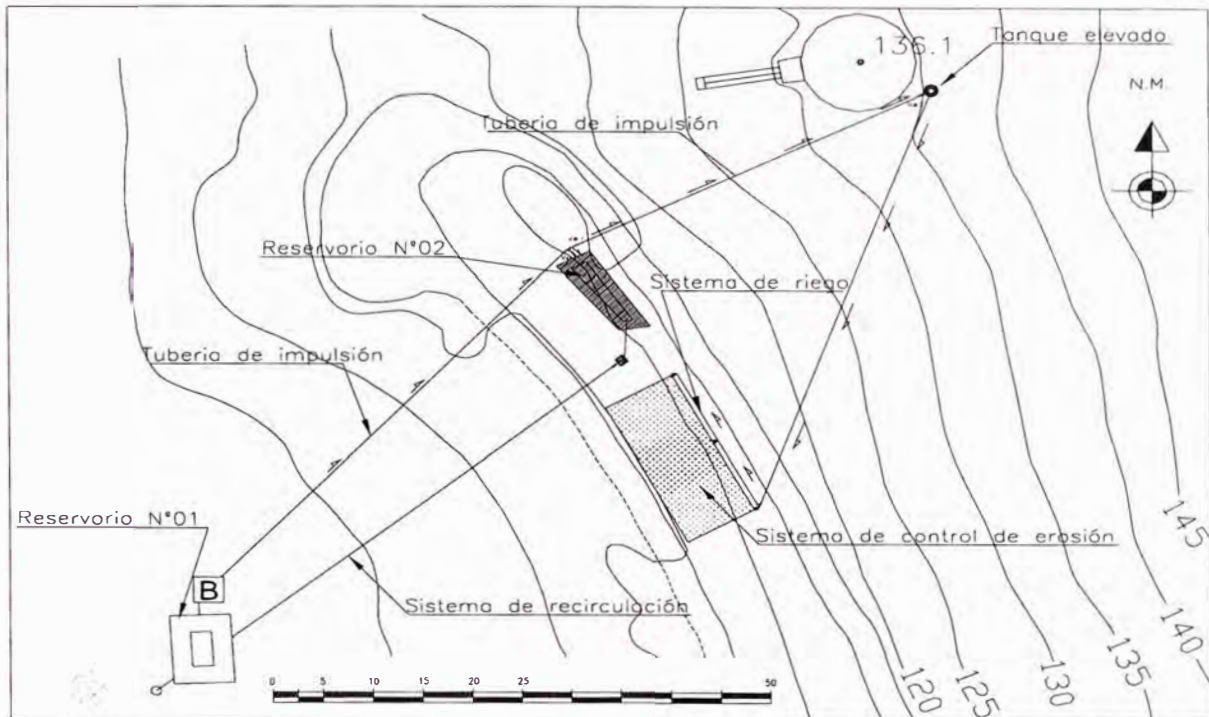 136.1
Tanque elevado
N.M.
Tuberia de impulsión
Reservorio N°02
Sistema de riego
Tuberia de impulsión
Reservorio N°01
B
Sistema de control de erosión
Sistema de recirculación
0 5 10 15 20 25 50
120
125
130
135
140
145